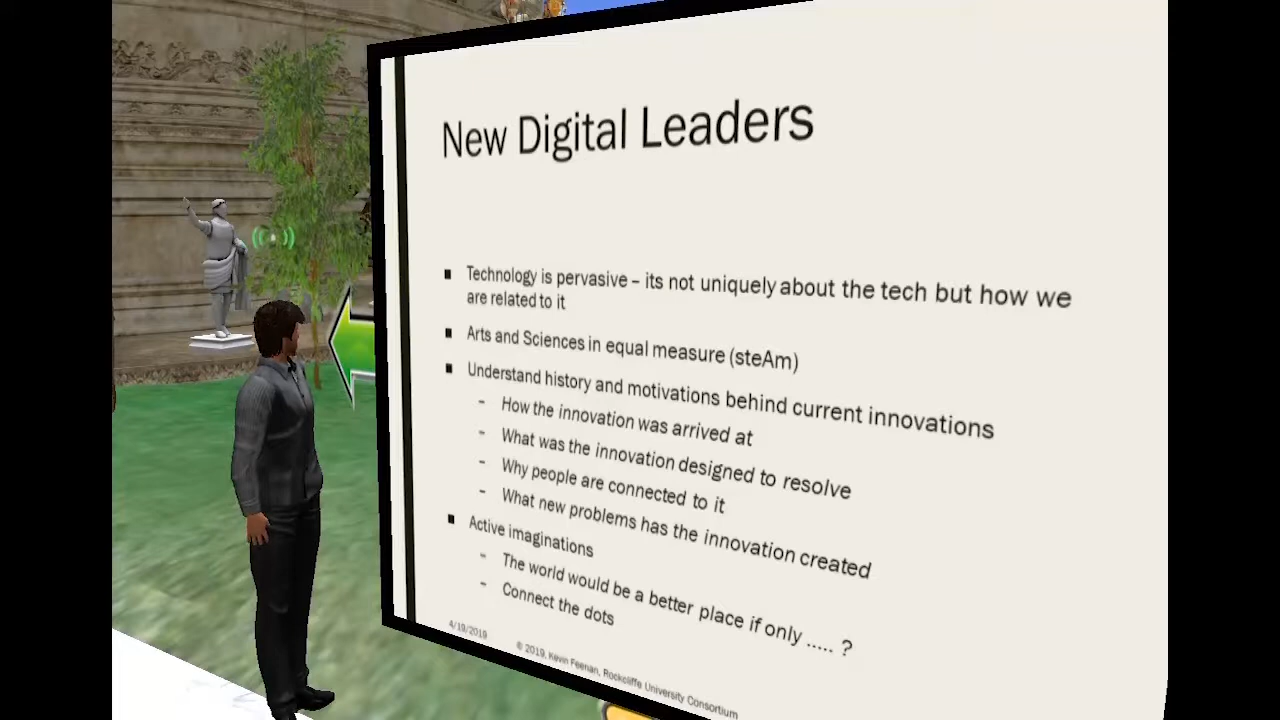 New Digital Leaders
Technology is pervasive – its not uniquely about the tech but how we
are related to it
Arts and Sciences in equal measure (steAm)
Understand history and motivations behind current innovations
– How the innovation was arrived at
– What was the innovation designed to resolve
– Why people are connected to it
– What new problems has the innovation created
Active imaginations
– The world would be a better place if only ..... ?
– Connect the dots
4/19/2019
© 2019, Kevin Feenan, Rockcliffe University Consortium